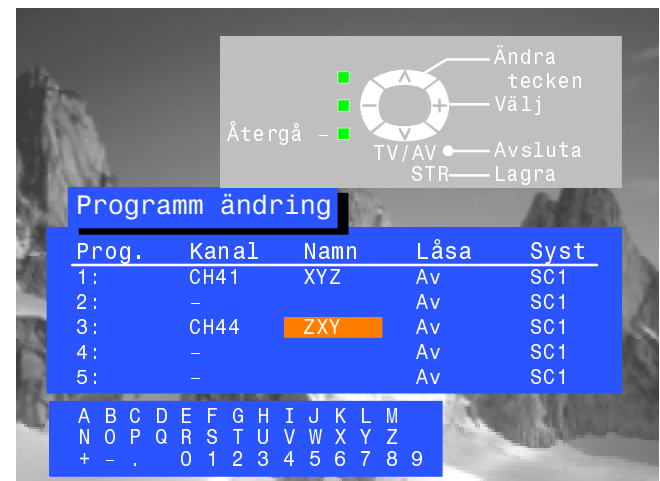 Ändra
tecken
Välj
Återgå –
TV/AV Avsluta
STR Lagra
Programm ändring
Prog. Kanal Namn Låsa Syst
1: CH41 XYZ Av SC1
2: – Av SC1
3: CH44 ZXY Av SC1
4: – Av SC1
5: – Av SC1
A B C D E F G H I J K L M
N O P Q R S T U V W X Y Z
+ – . 0 1 2 3 4 5 6 7 8 9